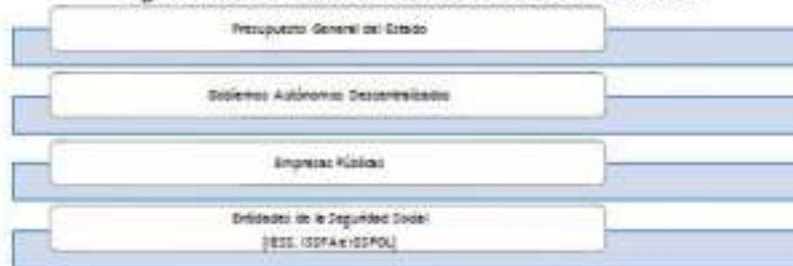 Presupuesto General del Estado
Gobiernos Autónomos Descentralizados
Empresas Públicas
Entidades de la Seguridad Social
(IESS, ISSFA e ISSPOL)